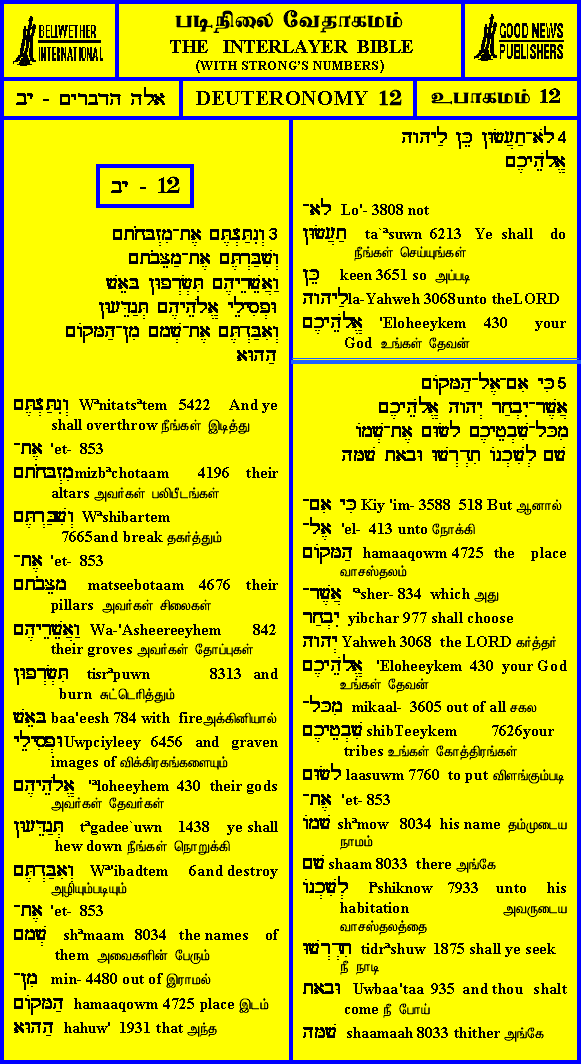 BELLWETHER
INTERNATIONAL
படிநிலை வேதாகமம்
THE INTERLAYER BIBLE
(WITH STRONG'S NUMBERS)
GOOD NEWS
PUBLISHERS
אלה הדברים - יב
DEUTERONOMY 12
உபாகமம் 12
יב - 12
3 וְנִתַּצְתֶּם אֶת־מִזְבְּחֹתָם
וְשִׁבַּרְתֶּם אֶת־מַצֵּבֹתָם
וַאֲשֵׁרֵיהֶם תִּשְׂרְפוּן בָּאֵשׁ
וּפְסִילֵי אֱלֹהֵיהֶם תְּגַדֵּעוּן
וְאִבַּדְתֶּם אֶת־שְׁמָם מִן־הַמָּקוֹם
הַהוּא
וְנִתַּצְתֶּם Wᵃnitatsᵃtem 5422 And ye
shall overthrow நீங்கள் இடித்து
אֶת־ 'et- 853
מִזְבְּחֹתָם mizbᵃchotaam 4196 their
altars அவர்கள் பலிபீடங்கள்
וְשִׁבַּרְתֶּם Wᵃshibartem
7665and break தகர்த்தும்
אֶת־ 'et- 853
מַצֵּבֹתָם matseebotaam 4676 their
pillars அவர்கள் சிலைகள்
וַאֲשֵׁרֵיהֶם Wa-'Asheereeyhem 842
their groves அவர்கள் தோப்புகள்
תִּשְׂרְפוּן tisrᵃpuwn 8313 and
burn சுட்டெரித்தும்
בָּאֵשׁ baa'eesh 784 with fireஅக்கினியால்
וּפְסִילֵי Uwpciyleey 6456 and graven
images of விக்கிரகங்களையும்
אֱלֹהֵיהֶם 'ᵉloheeyhem 430 their gods
அவர்கள் தேவர்கள்
תְּגַדֵּעוּן tᵃgadee`uwn 1438 ye shall
hew down நீங்கள் நொறுக்கி
וְאִבַּדְתֶּם Wᵃ'ibadtem 6and destroy
அழியும்படியும்
אֶת־ 'et- 853
שְׁמָם shᵃmaam 8034 the names of
them அவைகளின் பேரும்
מִן־ min- 4480 out of இராமல்
הַמָּקוֹם hamaaqowm 4725 place இடம்
הַהוּא hahuw' 1931 that அந்த
4 לֹא־תַעֲשׂוּן כֵּן לַיהוָה
אֱלֹהֵיכֶם
לֹא־ Lo'- 3808 not
תַעֲשׂוּן ta`ᵃsuwn 6213 Ye shall do
நீங்கள் செய்யுங்கள்
כֵּן keen 3651 so அப்படி
לַיהוָה la-Yahweh 3068unto theLORD
אֱלֹהֵיכֶם 'Eloheeykem 430 your
God உங்கள் தேவன்
5 כִּי אִם־אֶל־הַמָּקוֹם
אֲשֶׁר־יִבְחַר יְהוָה אֱלֹהֵיכֶם
מִכָּל־שִׁבְטֵיכֶם לָשׂוּם אֶת־שְׁמוֹ
שָׁם לְשִׁכְנוֹ תִדְרְשׁוּ וּבָאתָ שָׁמָּה
כִּי אִם־ Kiy 'im- 3588 518 But ஆனால்
אֶל־ 'el- 413 unto நோக்கி
הַמָּקוֹם hamaaqowm 4725 the place
வாசஸ்தலம்
אֲשֶׁר־ ᵃsher- 834 which அது
יִבְחַר yibchar 977 shall choose
יְהוָה Yahweh 3068 the LORD கர்த்தர்
אֱלֹהֵיכֶם 'Eloheeykem 430 your God
உங்கள் தேவன்
מִכָּל־ mikaal- 3605 out of all சகல
שִׁבְטֵיכֶם shibTeeykem 7626your
tribes உங்கள் கோத்திரங்கள்
לָשׂוּם laasuwm 7760 to put விளங்கும்படி
אֶת־ 'et- 853
שְׁמוֹ shᵃmow 8034 his name தம்முடைய
நாமம்
שָׁם shaam 8033 there அங்கே
לְשִׁכְנוֹ lᵃshiknow 7933 unto his
habitation அவருடைய
வாசஸ்தலத்தை
תִדְרְשׁוּ tidrᵃshuw 1875 shall ye seek
நீ நாடி
וּבָאתָ Uwbaa'taa 935 and thou shalt
come நீ போய்
שָׁמָּה shaamaah 8033 thither அங்கே